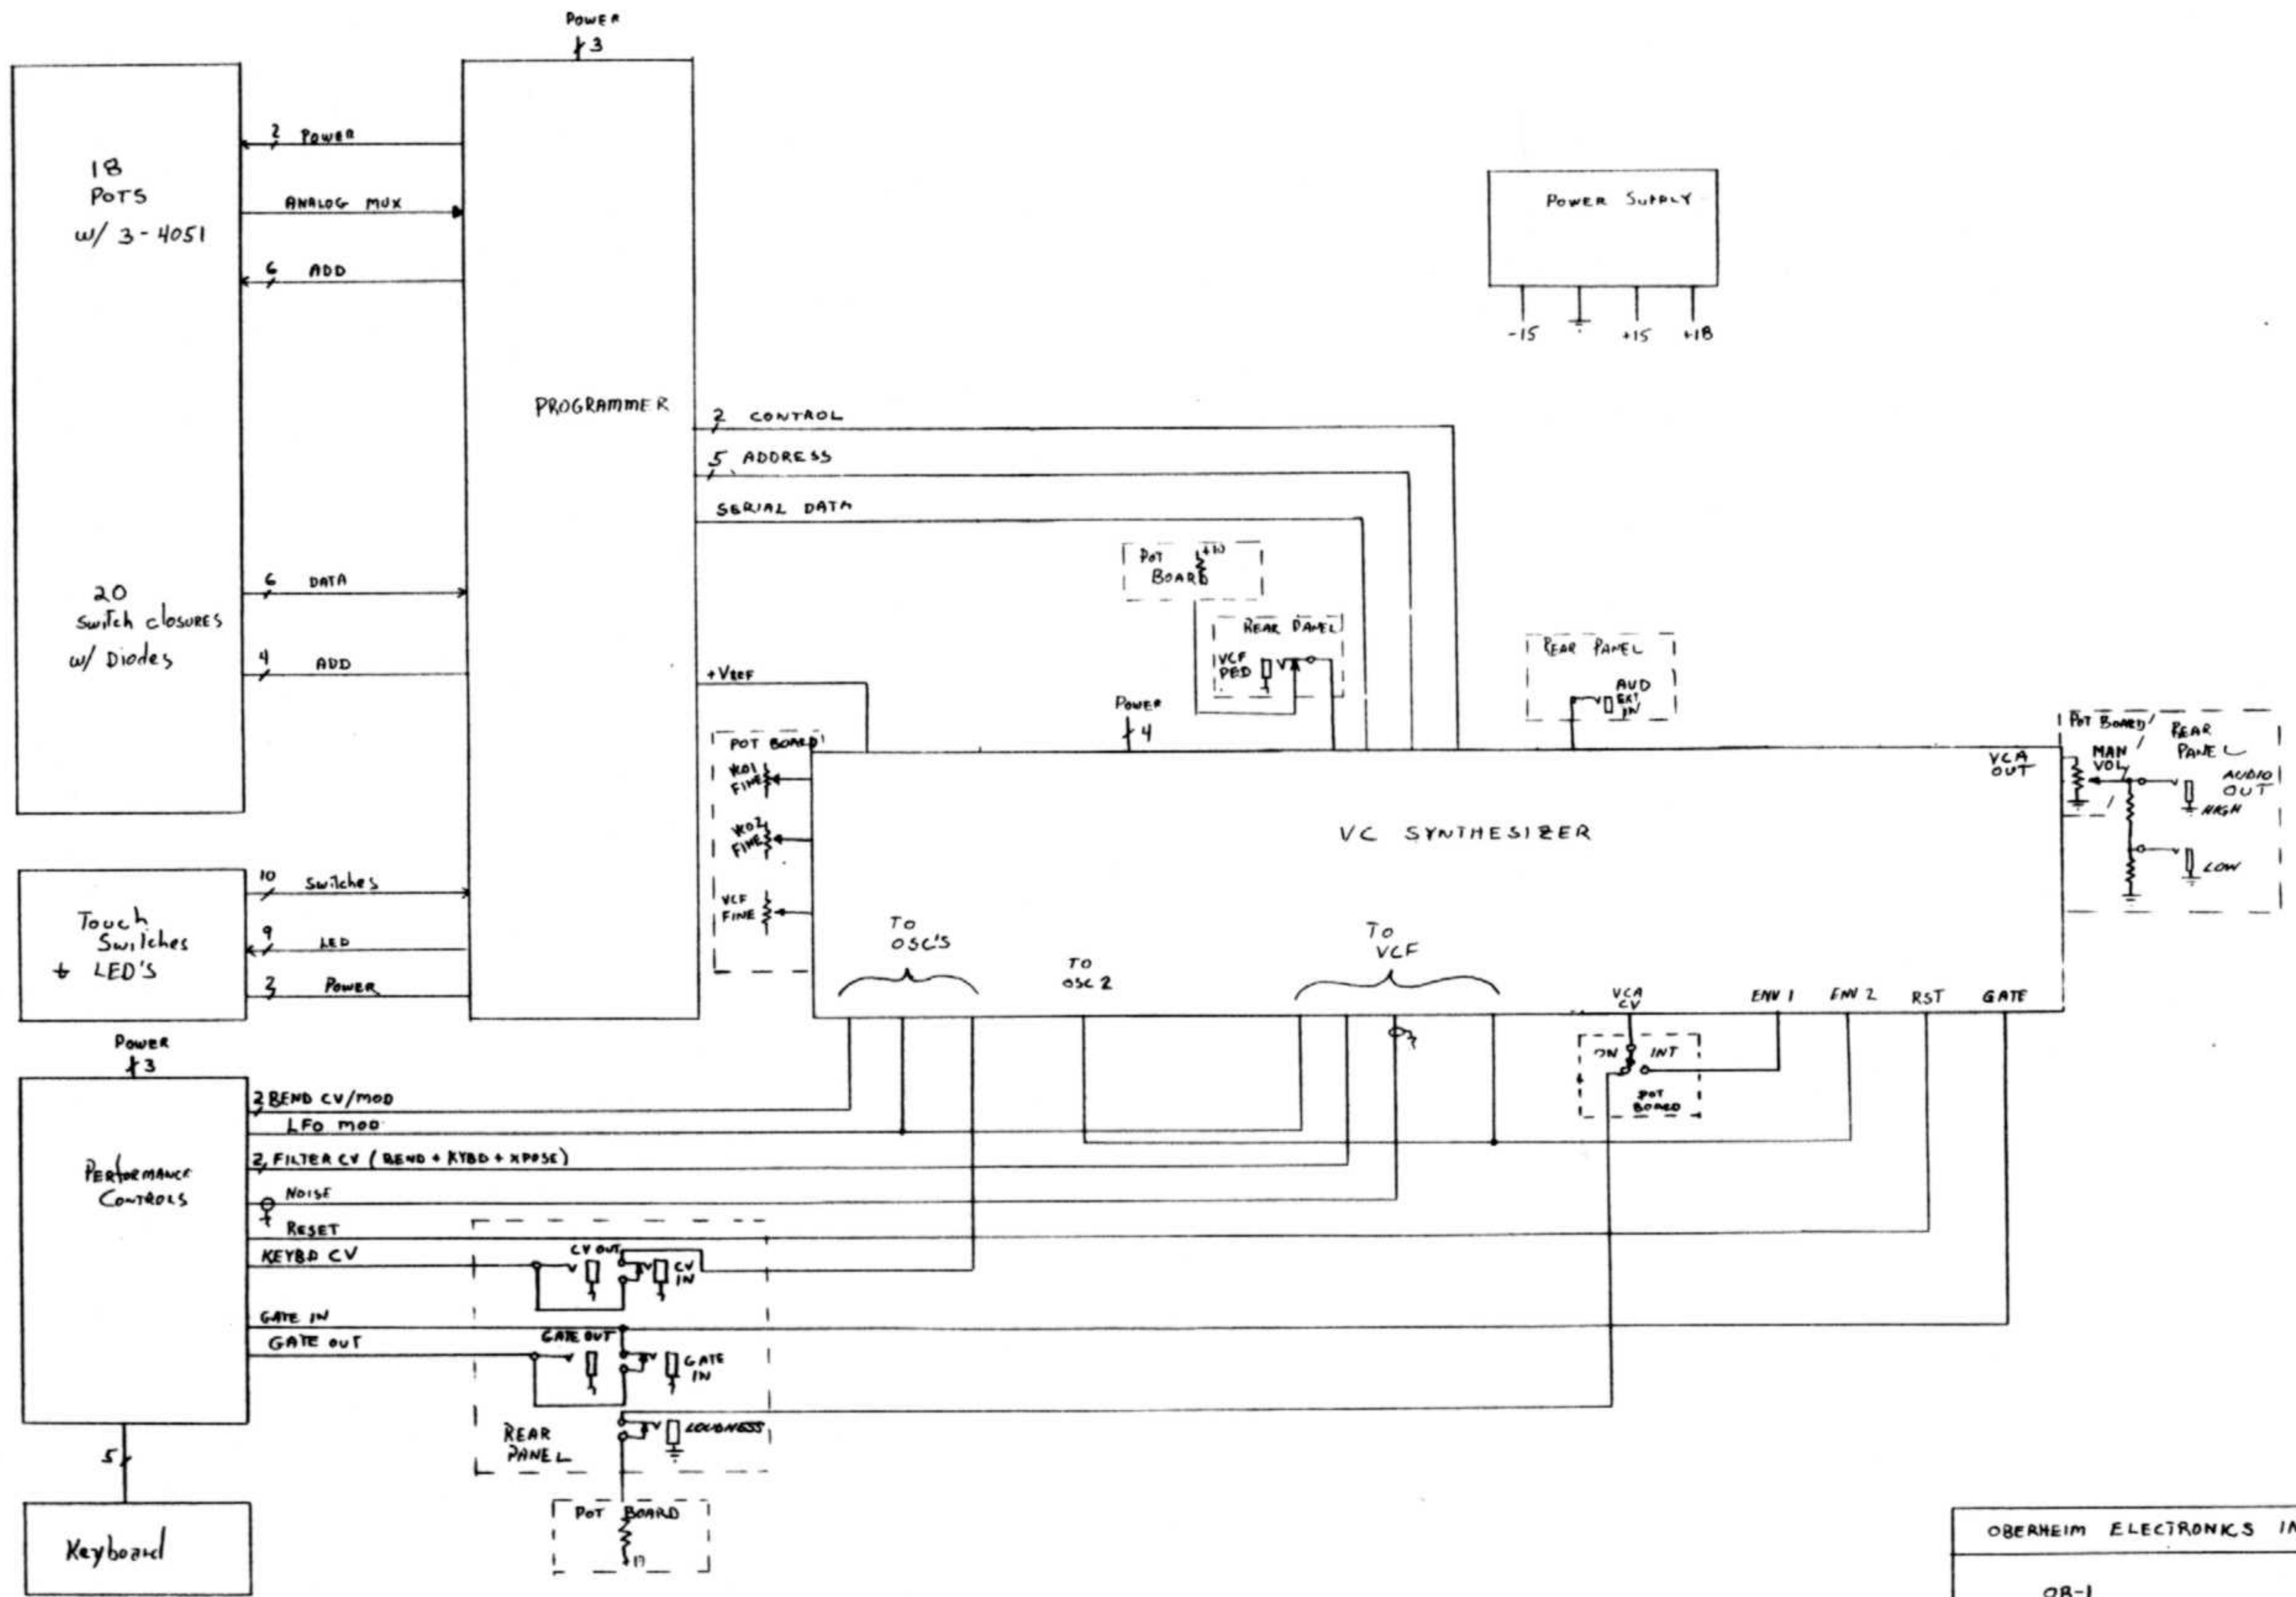 POWER
3
18
POTS
w/ 3-4051
2 POWER
ANALOG MUX
6 ADD
20
Switch closures
w/ Diodes
6 DATA
4 ADD
PROGRAMMER
2 CONTROL
5 ADDRESS
SERIAL DATA
+VREF
POWER SUPPLY
-15
+15
+18
POT
BOARD
+10
REAR PANEL
VCF
PED
POWER
4
REAR PANEL
AUD
EXT
IN
POT BOARD
VCO1
FINE
VCO2
FINE
VCF
FINE
VC SYNTHESIZER
VCA
OUT
POT BOARD
MAN
VOL
REAR
PANEL
AUDIO
OUT
HIGH
LOW
TO
OSC'S
TO
OSC 2
TO
VCF
VCA
CV
ENV 1
ENV 2
RST
GATE
ON
INT
POT
BOARD
Touch
Switches
+ LED'S
10 Switches
9 LED
2 POWER
POWER
3
PERFORMANCE
CONTROLS
2 BEND CV/MOD
LFO MOD
2 FILTER CV (BEND + KYBD + XPOSE)
NOISE
RESET
KEYBD CV
GATE IN
GATE OUT
CV OUT
CV
IN
GATE OUT
GATE
IN
LOUDNESS
REAR
PANEL
POT BOARD
5
Keyboard
OBERHEIM ELECTRONICS IN
OB-1